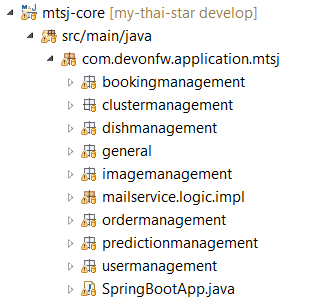 mtsj-core [my-thai-star develop]
src/main/java
com.devonfw.application.mtsj
bookingmanagement
clustermanagement
dishmanagement
general
imagemanagement
mailservice.logic.impl
ordermanagement
predictionmanagement
usermanagement
SpringBootApp.java